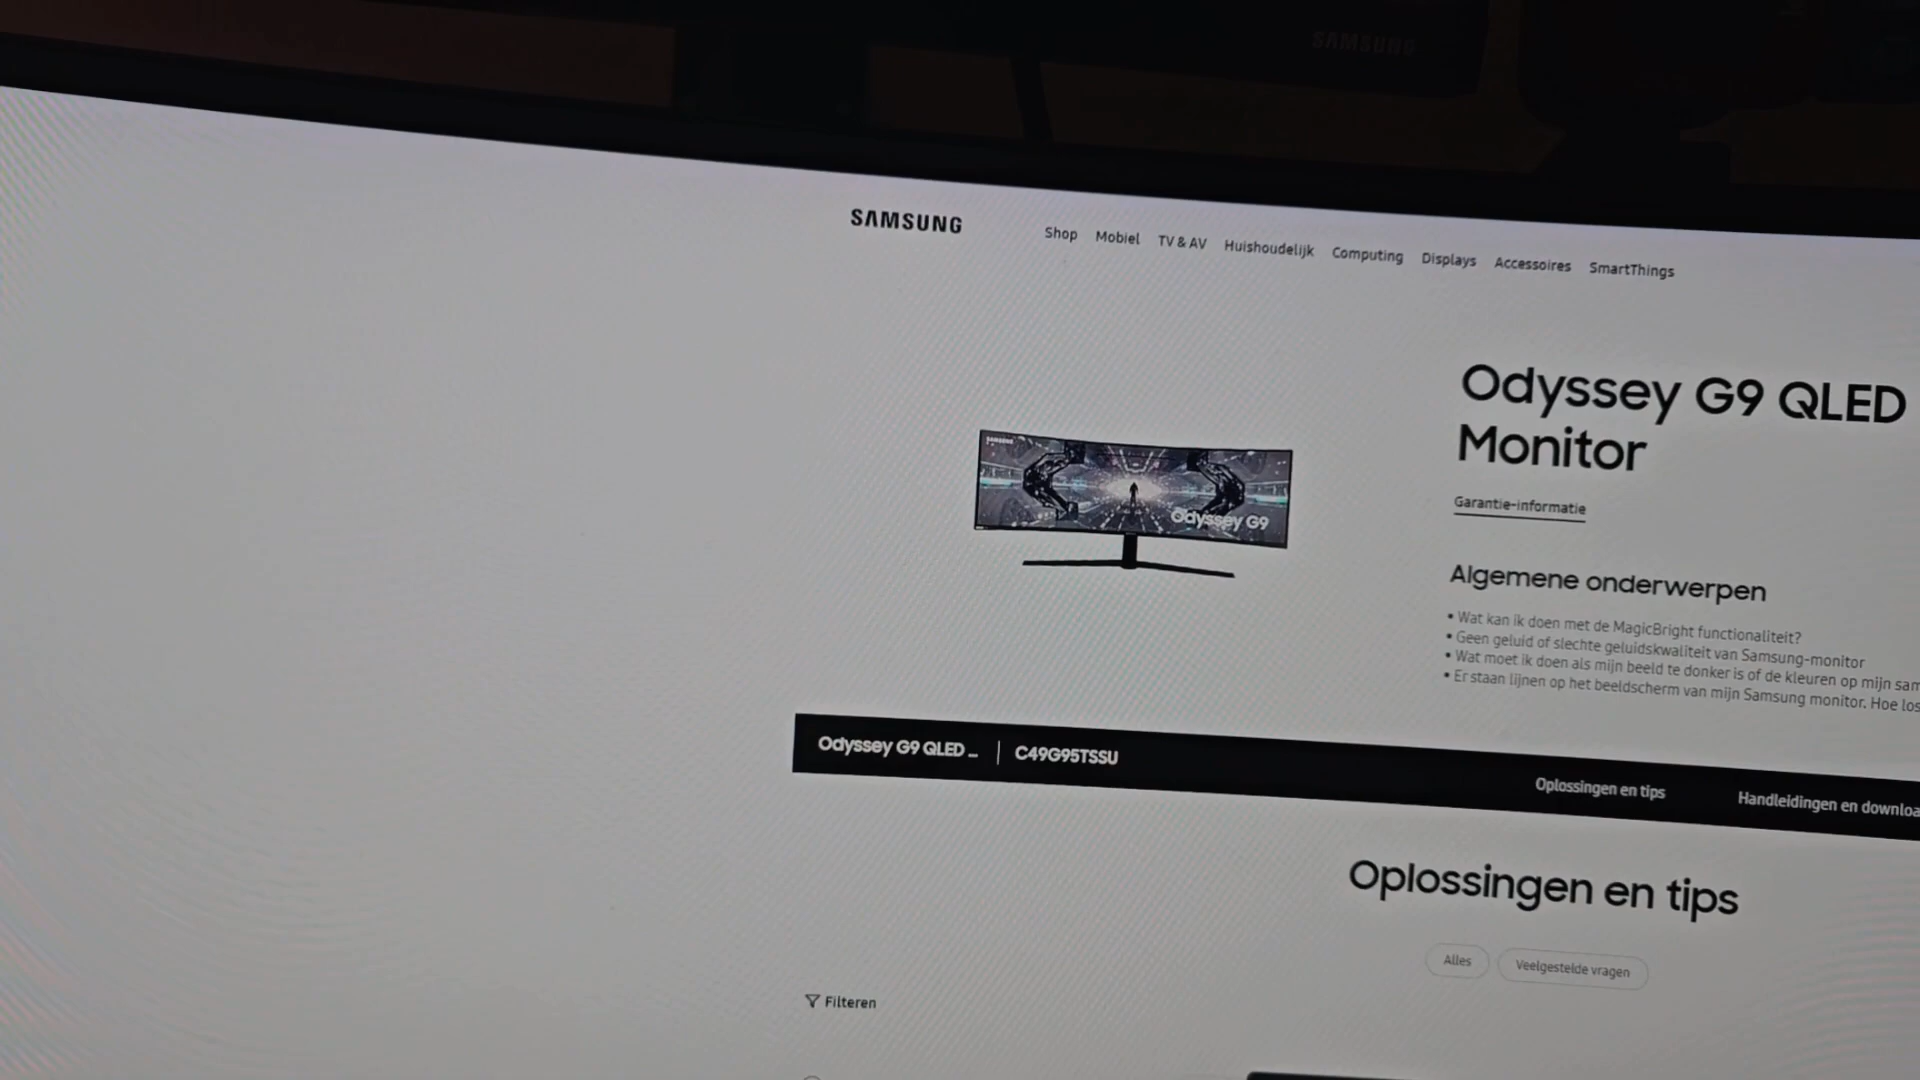 SAMSUNG
SAMSUNG
Shop Mobiel TV & AV Huishoudelijk Computing Displays Accessoires SmartThings
Odyssey G9 QLED
Monitor
SAMSUNG
Odyssey G9
Garantie-informatie
Algemene onderwerpen
• Wat kan ik doen met de MagicBright functionaliteit?
• Geen geluid of slechte geluidskwaliteit van Samsung-monitor
• Wat moet ik doen als mijn beeld te donker is of de kleuren op mijn sam
• Er staan lijnen op het beeldscherm van mijn Samsung monitor. Hoe los
Odyssey G9 QLED ... | C49G95TSSU
Oplossingen en tips
Handleidingen en downloa
Oplossingen en tips
Alles
Veelgestelde vragen
Filteren